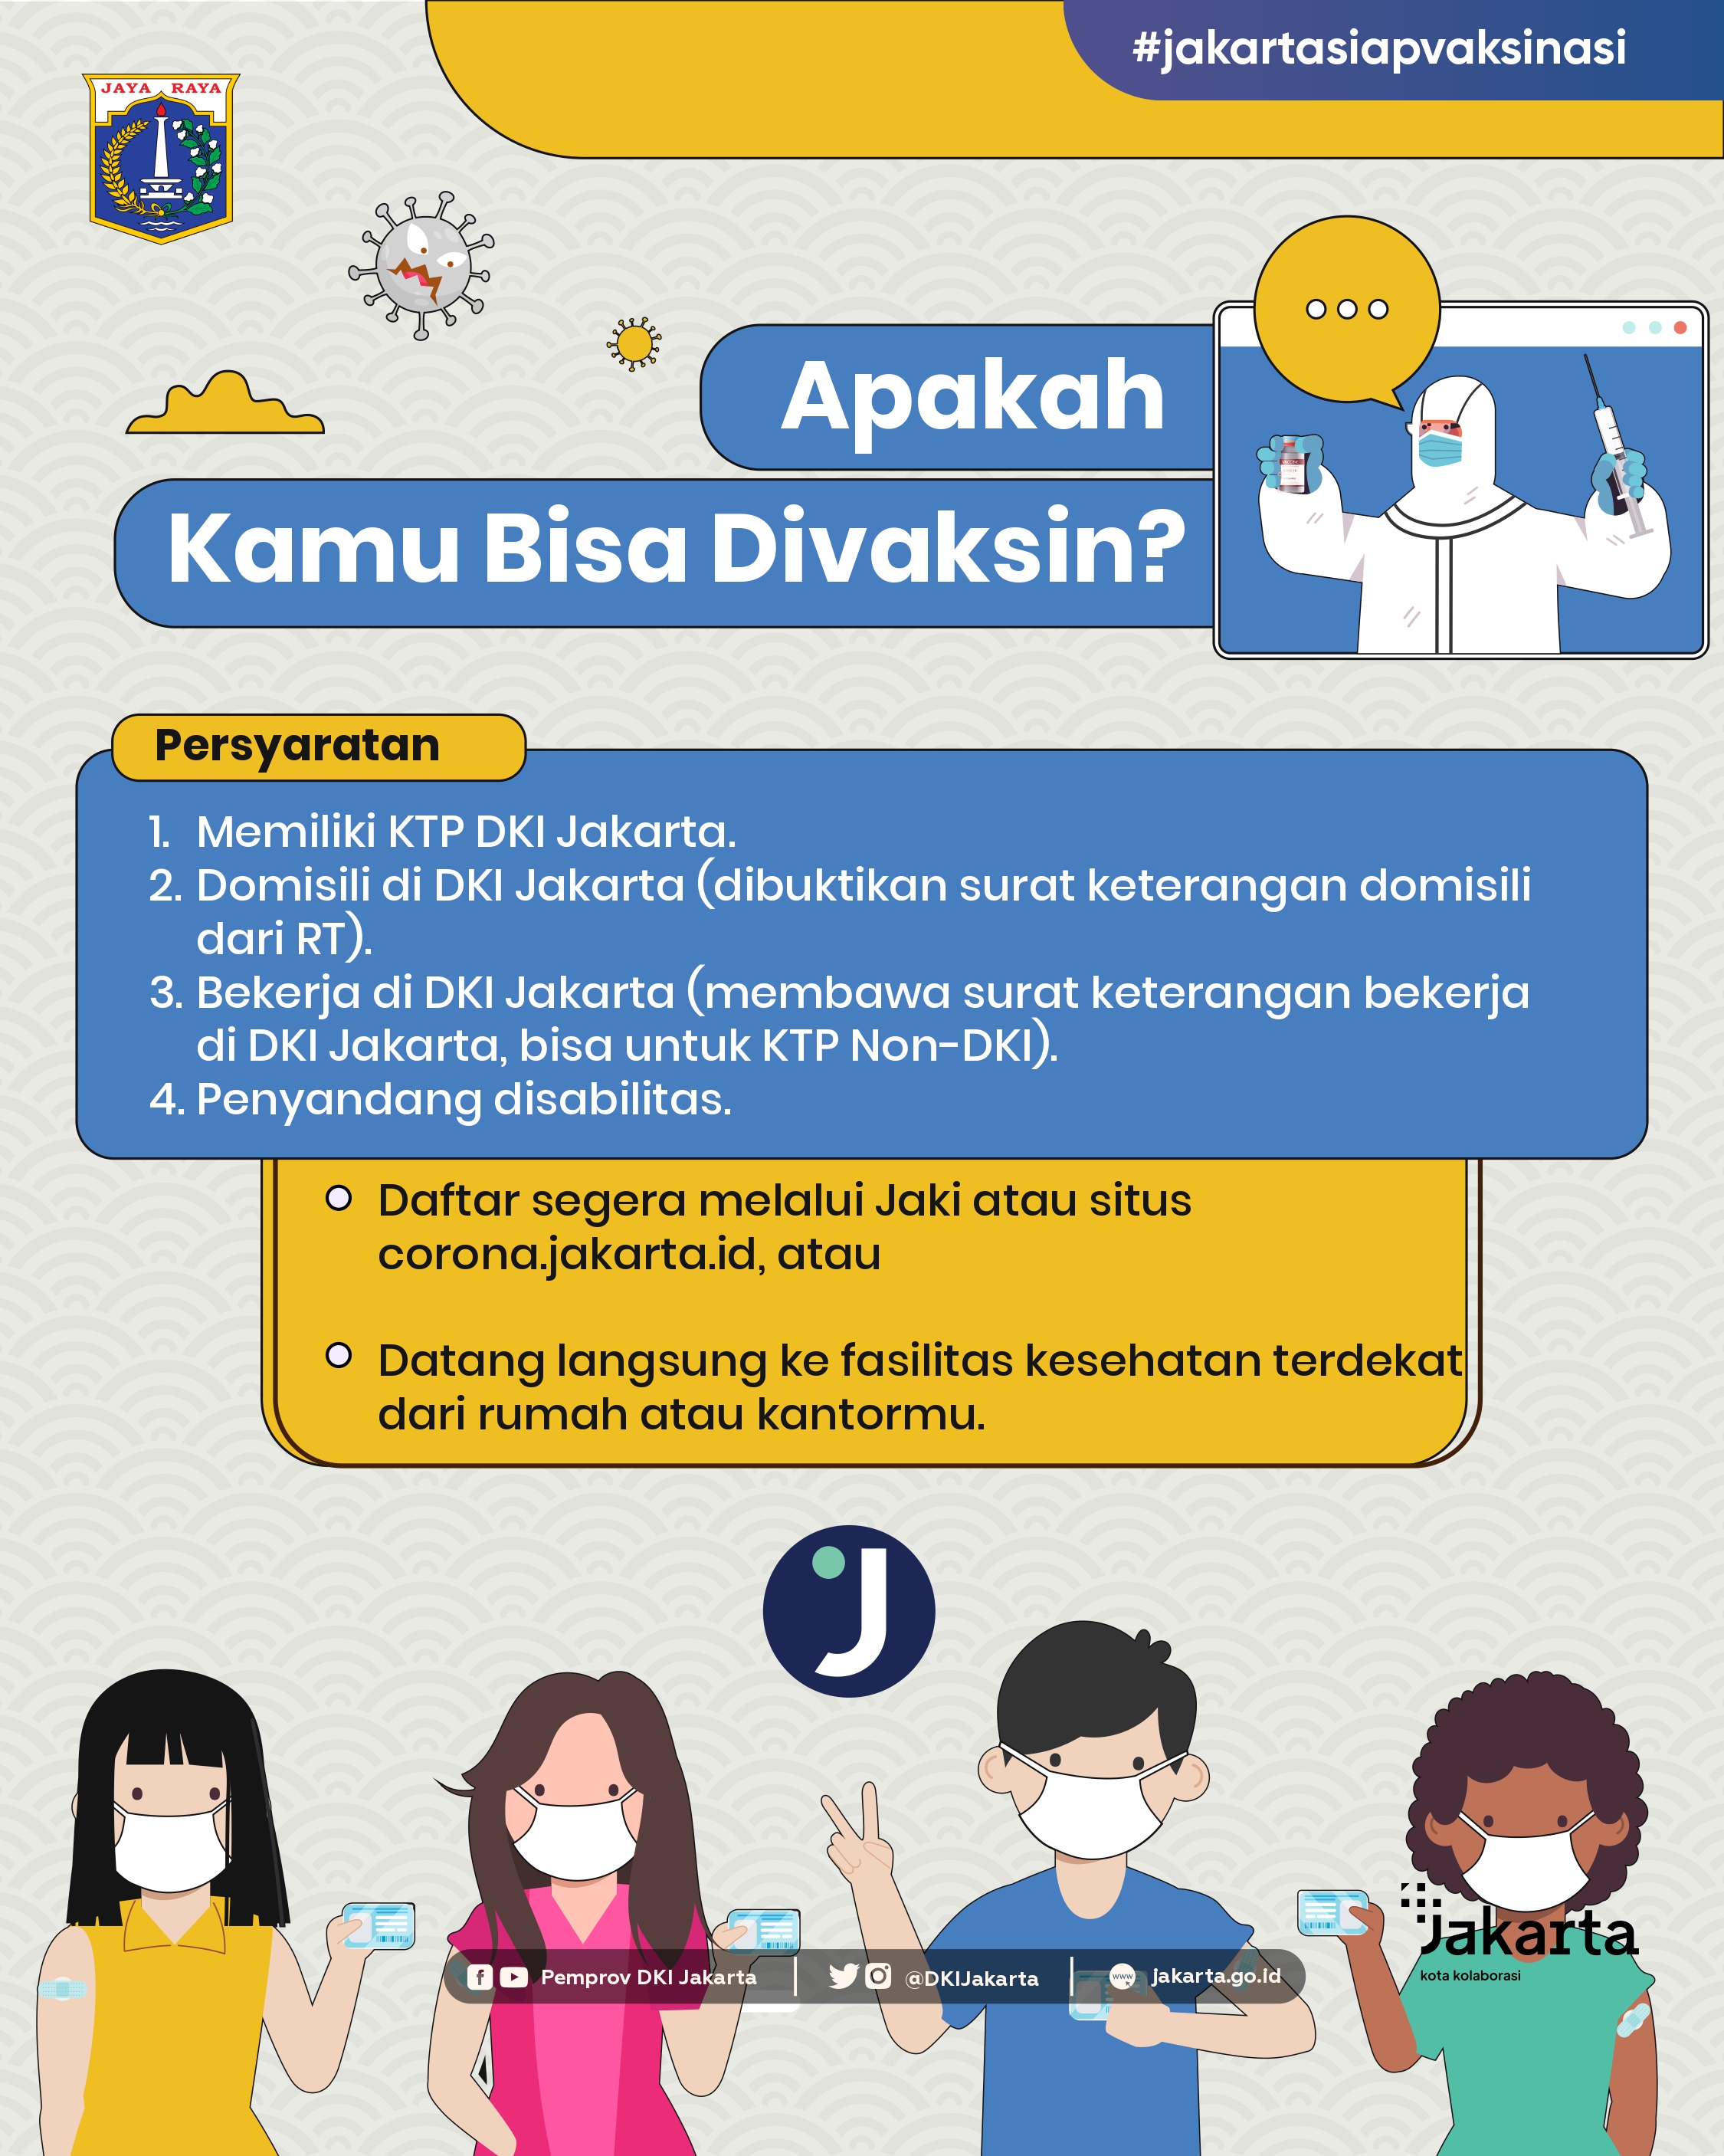 #jakartasiapvaksinasi
JAYA RAYA
Apakah
Kamu Bisa Divaksin?
Persyaratan
1. Memiliki KTP DKI Jakarta.
2. Domisili di DKI Jakarta (dibuktikan surat keterangan domisili
dari RT).
3. Bekerja di DKI Jakarta (membawa surat keterangan bekerja
di DKI Jakarta, bisa untuk KTP Non-DKI).
4. Penyandang disabilitas.
Daftar segera melalui Jaki atau situs
corona.jakarta.id, atau
Datang langsung ke fasilitas kesehatan terdekat
dari rumah atau kantormu.
J
Jakarta
kota kolaborasi
Pemprov DKI Jakarta
@DKIJakarta
www
jakarta.go.id